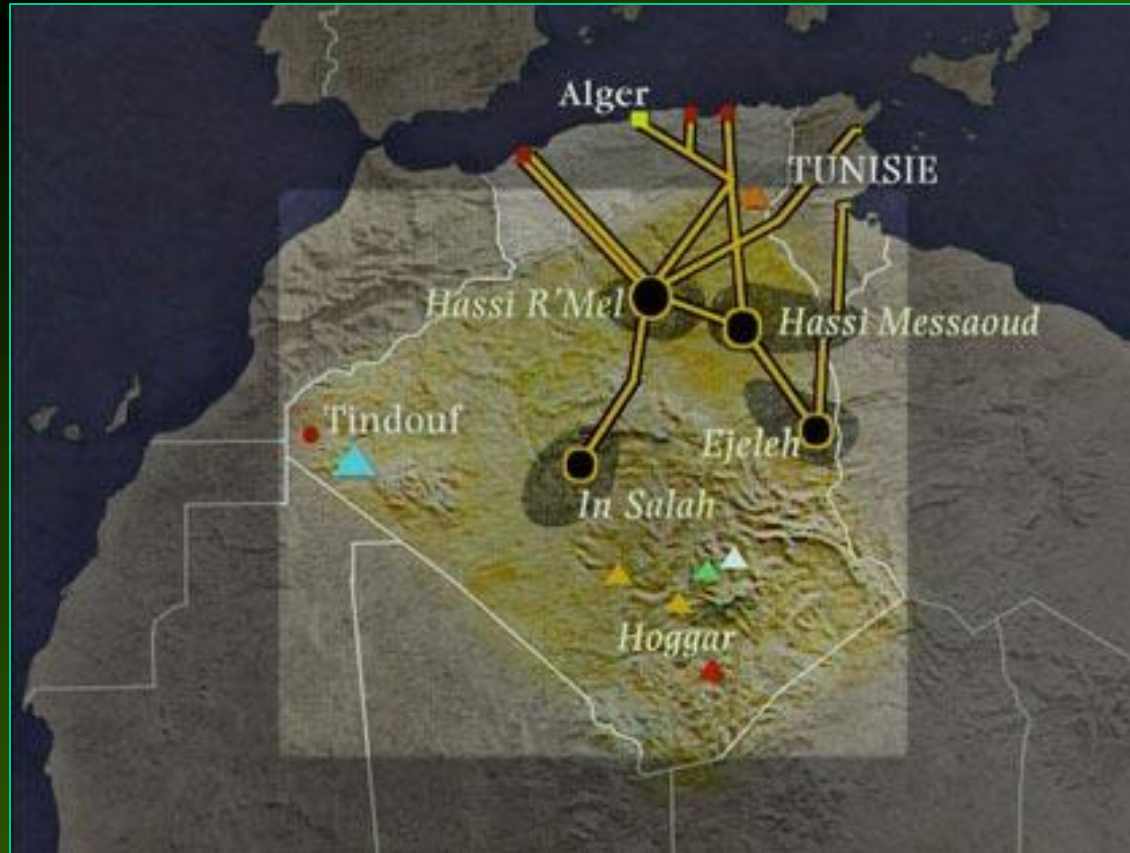 Alger
TUNISIE
Hassi R'Mel
Hassi Messaoud
Tindouf
Ejeleh
In Salah
Hoggar